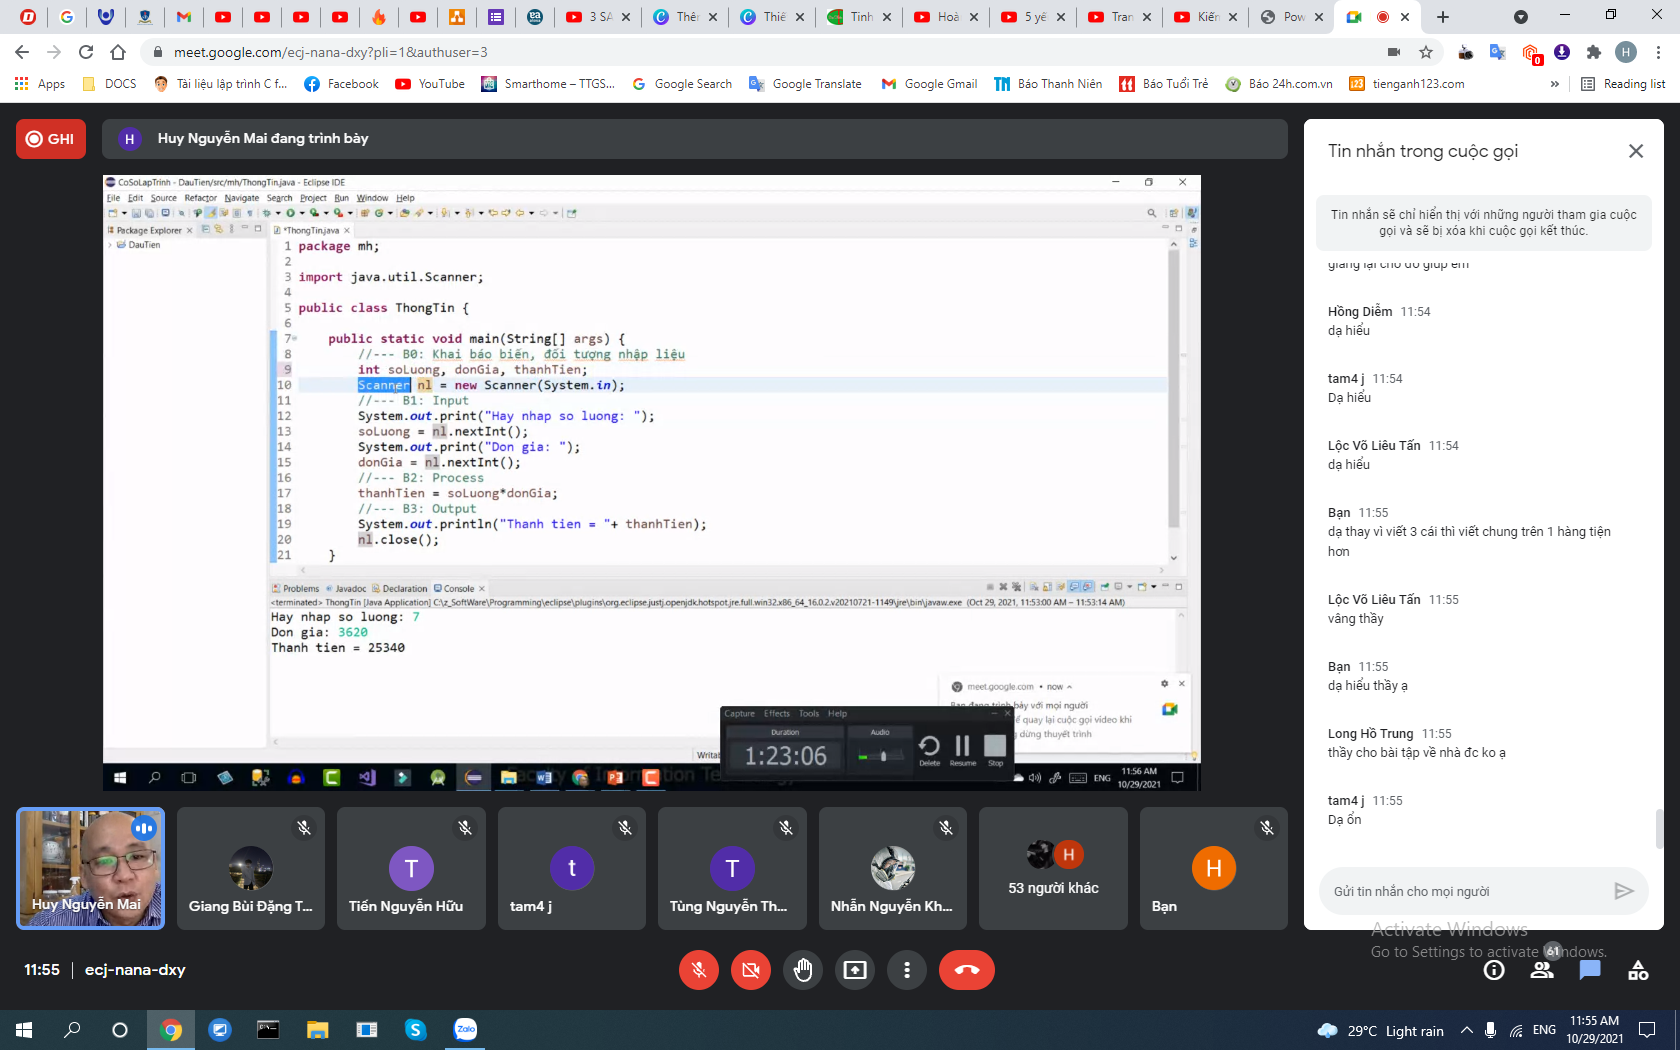 3 SA
Thêr
Thiế
Tinh
Hoà
5 yế
Tran
Kiến
Pow
meet.google.com/ecj-nana-dxy?pli=1&authuser=3
Apps
DOCS
Tài liệu lập trình C f...
Facebook
YouTube
Smarthome – TTGS...
Google Search
Google Translate
Google Gmail
Báo Thanh Niên
Báo Tuổi Trẻ
Báo 24h.com.vn
tienganh123.com
»
Reading list
GHI
H
Huy Nguyễn Mai đang trình bày
CoSoLapTrinh - DauTien/src/mh/ThongTin.java - Eclipse IDE
File Edit Source Refactor Navigate Search Project Run Window Help
Package Explorer
DauTien
*ThongTin.java
1 package mh;
2
3 import java.util.Scanner;
4
5 public class ThongTin {
6
7 public static void main(String[] args) {
8 //--- B0: Khai báo biến, đối tượng nhập liệu
9 int soLuong, donGia, thanhTien;
10 Scanner nl = new Scanner(System.in);
11 //--- B1: Input
12 System.out.print("Hay nhap so luong: ");
13 soLuong = nl.nextInt();
14 System.out.print("Don gia: ");
15 donGia = nl.nextInt();
16 //--- B2: Process
17 thanhTien = soLuong*donGia;
18 //--- B3: Output
19 System.out.println("Thanh tien = "+ thanhTien);
20 nl.close();
21 }
Problems Javadoc Declaration Console
<terminated> ThongTin [Java Application] C:\z_SoftWare\Programming\eclipse\plugins\org.eclipse.justj.openjdk.hotspot.jre.full.win32.x86_64_16.0.2.v20210721-1149\jre\bin\javaw.exe (Oct 29, 2021, 11:53:00 AM – 11:53:14 AM)
Hay nhap so luong: 7
Don gia: 3620
Thanh tien = 25340
meet.google.com • now
Bạn đang trình bày với mọi người
ể quay lại cuộc gọi video khi
dừng thuyết trình
Capture Effects Tools Help
Duration
1:23:06
Audio
Delete
Resume
Stop
Writab
Faculty of Information Technology
ENG
11:56 AM
10/29/2021
Huy Nguyễn Mai
Giang Bùi Đặng T...
T
Tiến Nguyễn Hữu
t
tam4 j
T
Tùng Nguyễn Th...
Nhẫn Nguyễn Kh...
H
53 người khác
H
Bạn
Tin nhắn trong cuộc gọi
Tin nhắn sẽ chỉ hiển thị với những người tham gia cuộc
gọi và sẽ bị xóa khi cuộc gọi kết thúc.
giảng lại cho đỡ giúp em
Hồng Diễm 11:54
dạ hiểu
tam4 j 11:54
Dạ hiểu
Lộc Võ Liêu Tấn 11:54
dạ hiểu
Bạn 11:55
dạ thay vì viết 3 cái thì viết chung trên 1 hàng tiện
hơn
Lộc Võ Liêu Tấn 11:55
vâng thầy
Bạn 11:55
dạ hiểu thầy ạ
Long Hồ Trung 11:55
thầy cho bài tập về nhà đc ko ạ
tam4 j 11:55
Dạ ổn
Gửi tin nhắn cho mọi người
Activate Windows
Go to Settings to activate Windows.
11:55 | ecj-nana-dxy
61
Zalo
29°C Light rain
ENG
11:55 AM
10/29/2021